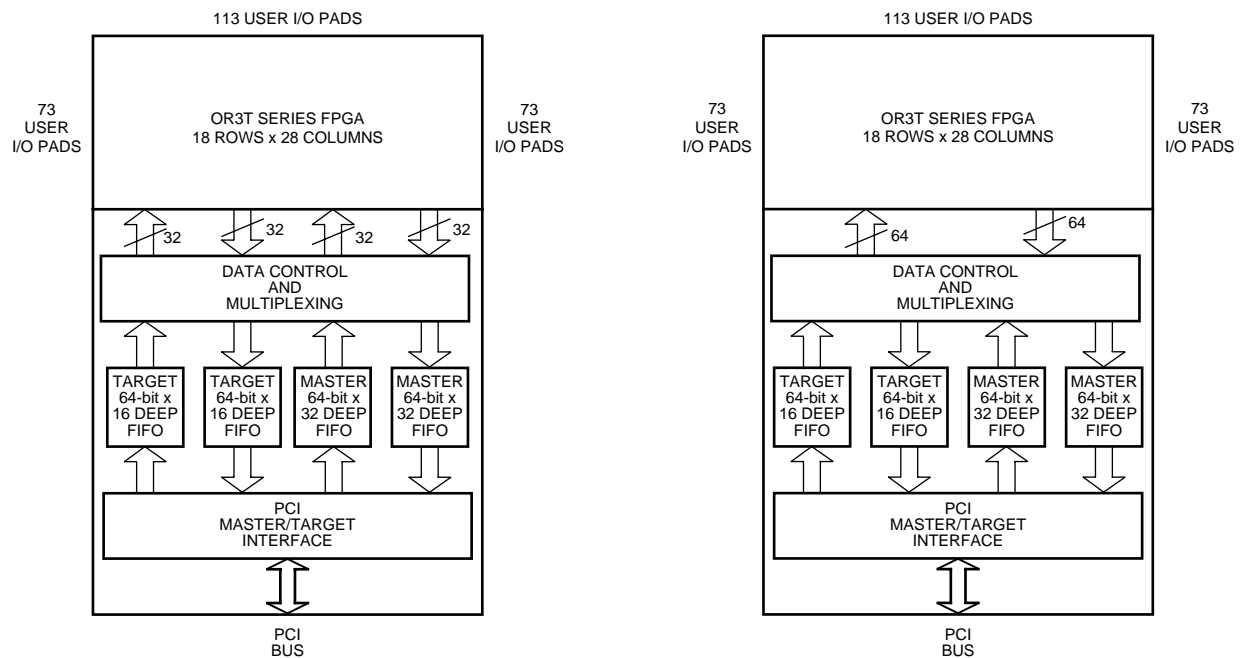 113 USER I/O PADS
73
USER
I/O PADS
OR3T SERIES FPGA
18 ROWS x 28 COLUMNS
73
USER
I/O PADS
32
32
32
32
DATA CONTROL
AND
MULTIPLEXING
TARGET
64-bit x
16 DEEP
FIFO
TARGET
64-bit x
16 DEEP
FIFO
MASTER
64-bit x
32 DEEP
FIFO
MASTER
64-bit x
32 DEEP
FIFO
PCI
MASTER/TARGET
INTERFACE
PCI
BUS
113 USER I/O PADS
73
USER
I/O PADS
OR3T SERIES FPGA
18 ROWS x 28 COLUMNS
73
USER
I/O PADS
64
64
DATA CONTROL
AND
MULTIPLEXING
TARGET
64-bit x
16 DEEP
FIFO
TARGET
64-bit x
16 DEEP
FIFO
MASTER
64-bit x
32 DEEP
FIFO
MASTER
64-bit x
32 DEEP
FIFO
PCI
MASTER/TARGET
INTERFACE
PCI
BUS